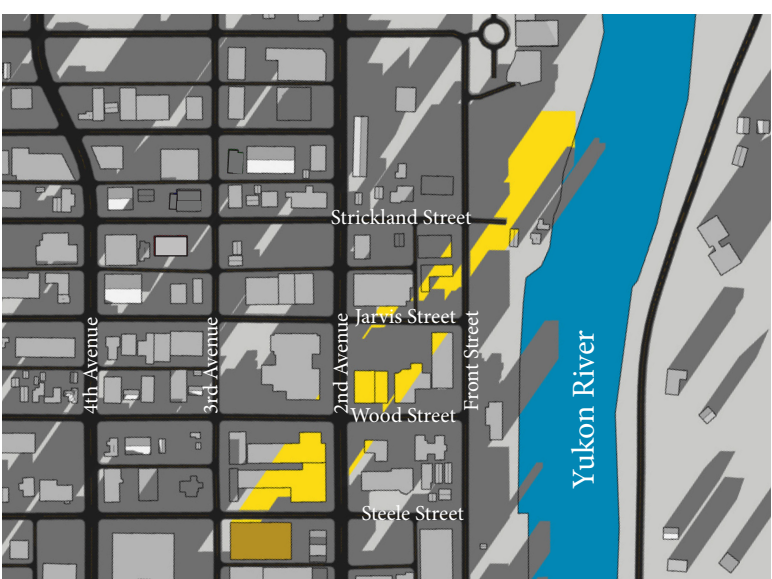 Strickland Street
Jarvis Street
4th Avenue
3rd Avenue
2nd Avenue
Front Street
Wood Street
Yukon River
Steele Street